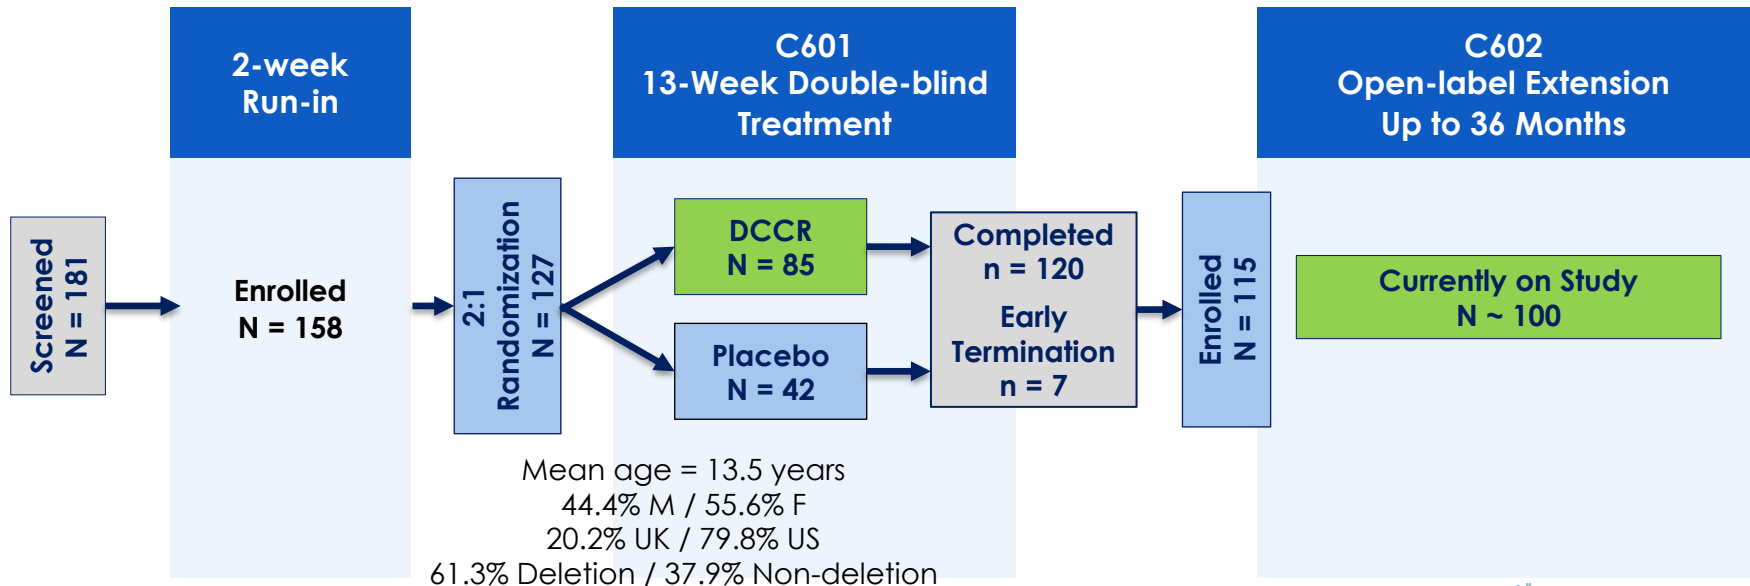 2-week
Run-in
C601
13-Week Double-blind
Treatment
C602
Open-label Extension
Up to 36 Months
Screened
N = 181
Enrolled
N = 158
2:1
Randomization
N = 127
DCCR
N = 85
Placebo
N = 42
Completed
n = 120
Early
Termination
n = 7
Enrolled
N = 115
Currently on Study
N ~ 100
Mean age = 13.5 years
44.4% M / 55.6% F
20.2% UK / 79.8% US
61.3% Deletion / 37.9% Non-deletion